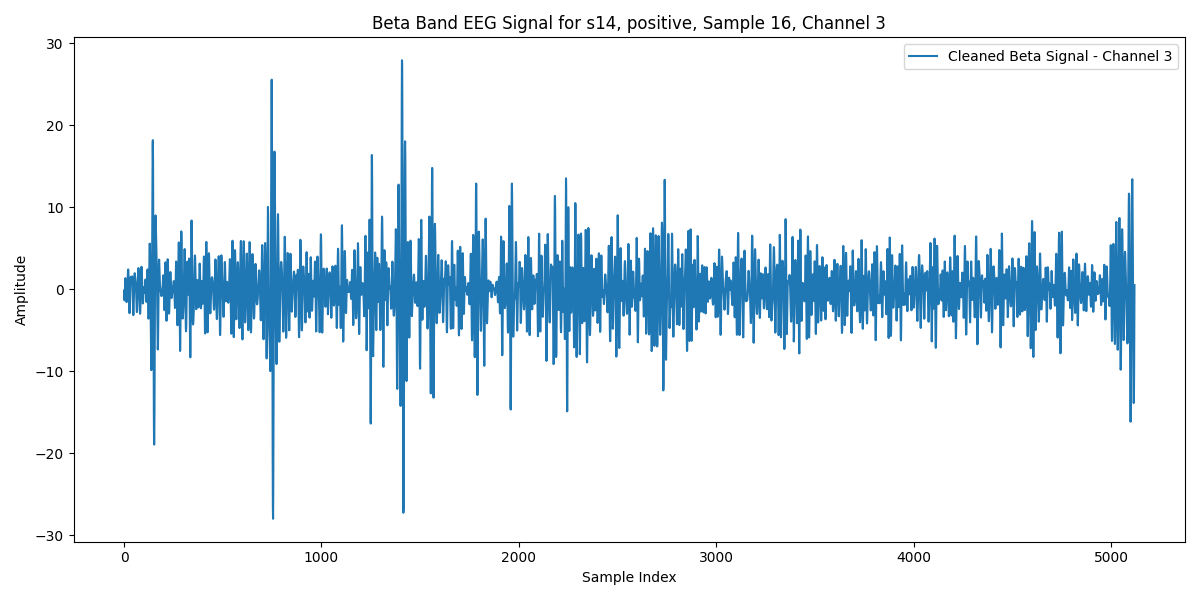 Beta Band EEG Signal for s14, positive, Sample 16, Channel 3
Cleaned Beta Signal - Channel 3
30
20
10
0
−10
−20
−30
Amplitude
0 1000 2000 3000 4000 5000
Sample Index